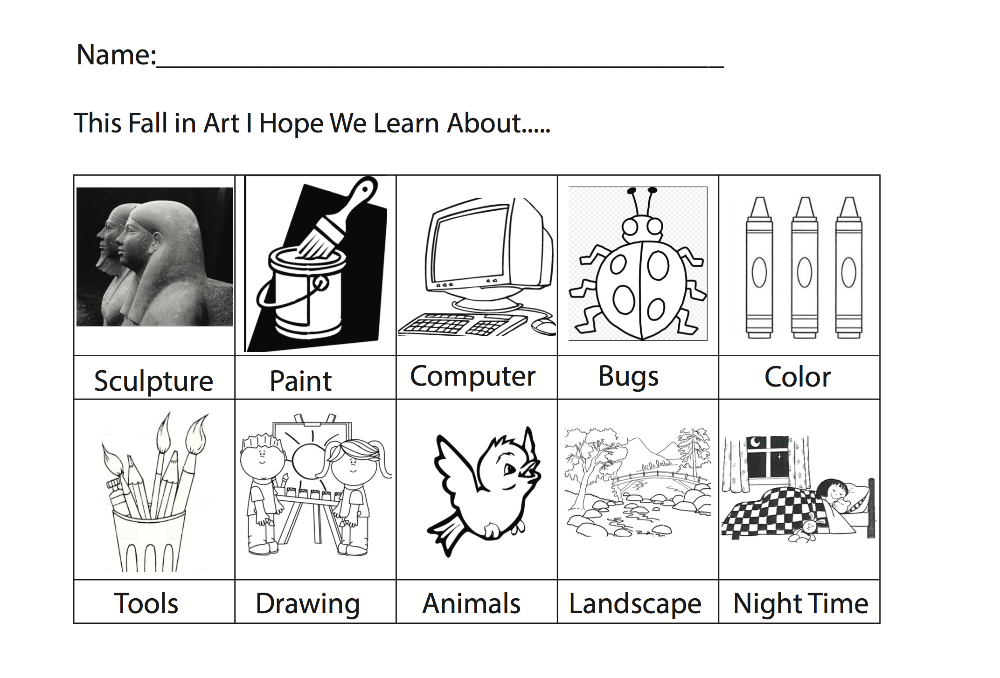 Name:_____________________________________
This Fall in Art I Hope We Learn About.....
Sculpture Paint Computer Bugs Color
Tools Drawing Animals Landscape Night Time